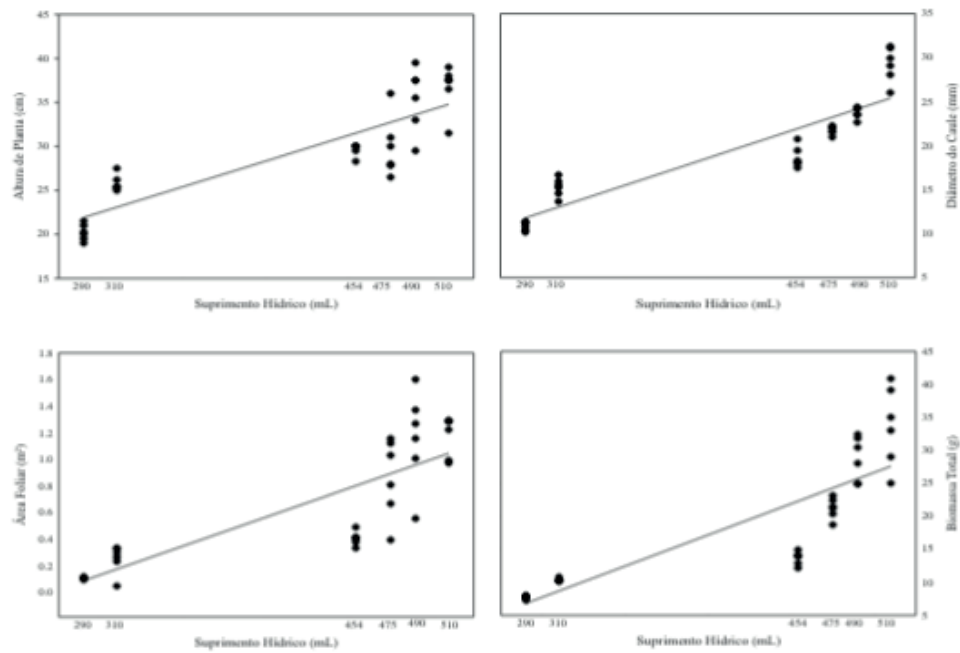 45
40
35
30
25
20
15
Altura de Planta (cm)
290 310 454 475 490 510
Suprimento Hídrico (mL)
35
30
25
20
15
10
5
Diâmetro do Caule (mm)
290 310 454 475 490 510
Suprimento Hídrico (mL)
1.8
1.6
1.4
1.2
1.0
0.8
0.6
0.4
0.2
0.0
Área Foliar (m²)
290 310 454 475 490 510
Suprimento Hídrico (mL)
45
40
35
30
25
20
15
10
5
Biomassa Total (g)
290 310 454 475 490 510
Suprimento Hídrico (mL)